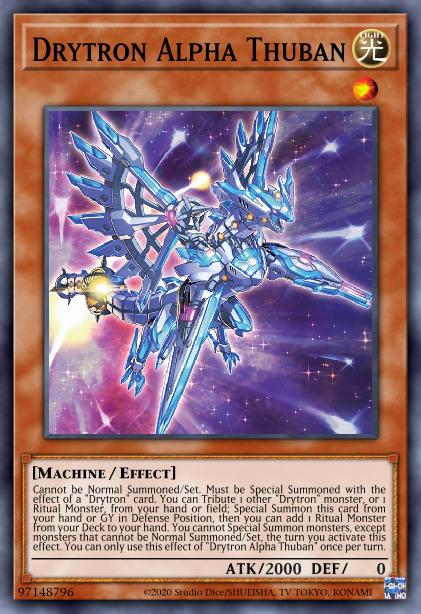 DRYTRON ALPHA THUBAN
LIGHT
光
[MACHINE / EFFECT]
Cannot be Normal Summoned/Set. Must be Special Summoned with the
effect of a "Drytron" card. You can Tribute 1 other "Drytron" monster, or 1
Ritual Monster, from your hand or field; Special Summon this card from
your hand or GY in Defense Position, then you can add 1 Ritual Monster
from your Deck to your hand. You cannot Special Summon monsters, except
monsters that cannot be Normal Summoned/Set, the turn you activate this
effect. You can only use this effect of "Drytron Alpha Thuban" once per turn.
ATK/2000 DEF/ 0
97148796
©2020 Studio Dice/SHUEISHA, TV TOKYO, KONAMI